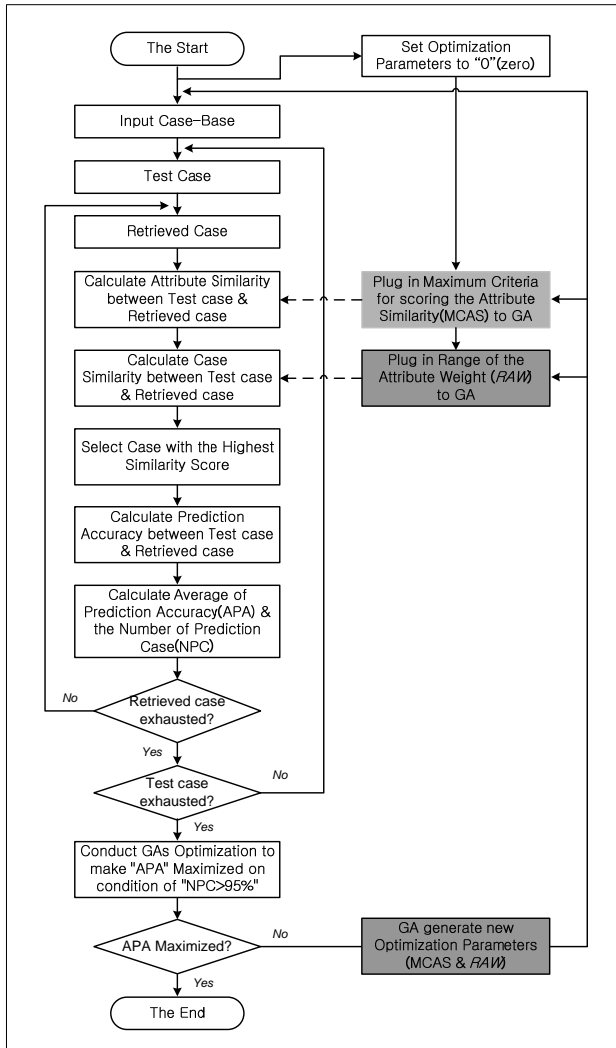 The Start
Set Optimization
Parameters to “0”(zero)
Input Case-Base
Test Case
Retrieved Case
Calculate Attribute Similarity
between Test case &
Retrieved case
Plug in Maximum Criteria
for scoring the Attribute
Similarity(MCAS) to GA
Calculate Case
Similarity between Test case
& Retrieved case
Plug in Range of the
Attribute Weight (RAW)
to GA
Select Case with the Highest
Similarity Score
Calculate Prediction
Accuracy between Test case
& Retrieved case
Calculate Average of
Prediction Accuracy(APA) &
the Number of Prediction
Case(NPC)
No
Retrieved case
exhausted?
Yes
No
Test case
exhausted?
Yes
Conduct GAs Optimization to
make "APA" Maximized on
condition of "NPC>95%"
No
APA Maximized?
GA generate new
Optimization Parameters
(MCAS & RAW)
Yes
The End